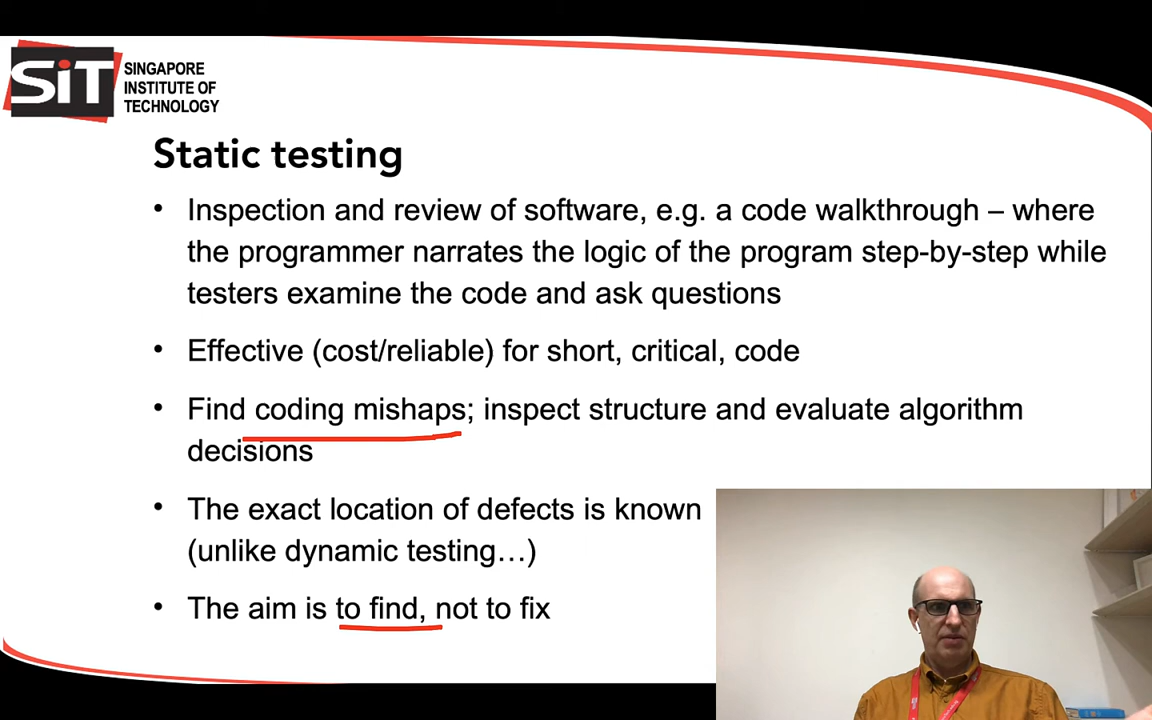 SiT SINGAPORE
INSTITUTE OF
TECHNOLOGY
Static testing
• Inspection and review of software, e.g. a code walkthrough – where
the programmer narrates the logic of the program step-by-step while
testers examine the code and ask questions
• Effective (cost/reliable) for short, critical, code
• Find coding mishaps; inspect structure and evaluate algorithm
decisions
• The exact location of defects is known
(unlike dynamic testing…)
• The aim is to find, not to fix